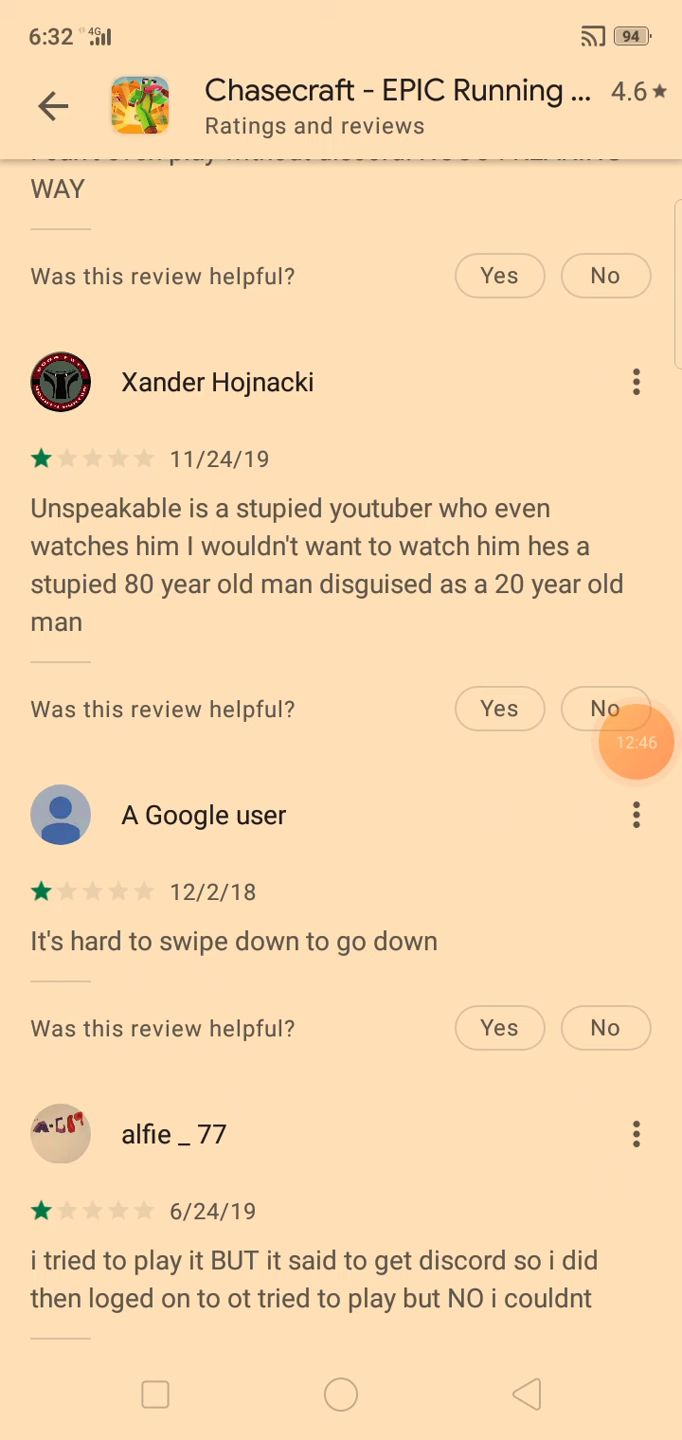 6:32 4G 94
Chasecraft - EPIC Running ... 4.6★
Ratings and reviews
WAY
Was this review helpful? Yes No
Xander Hojnacki
11/24/19
Unspeakable is a stupied youtuber who even
watches him I wouldn't want to watch him hes a
stupied 80 year old man disguised as a 20 year old
man
Was this review helpful? Yes No
12:46
A Google user
12/2/18
It's hard to swipe down to go down
Was this review helpful? Yes No
alfie _ 77
6/24/19
i tried to play it BUT it said to get discord so i did
then loged on to ot tried to play but NO i couldnt